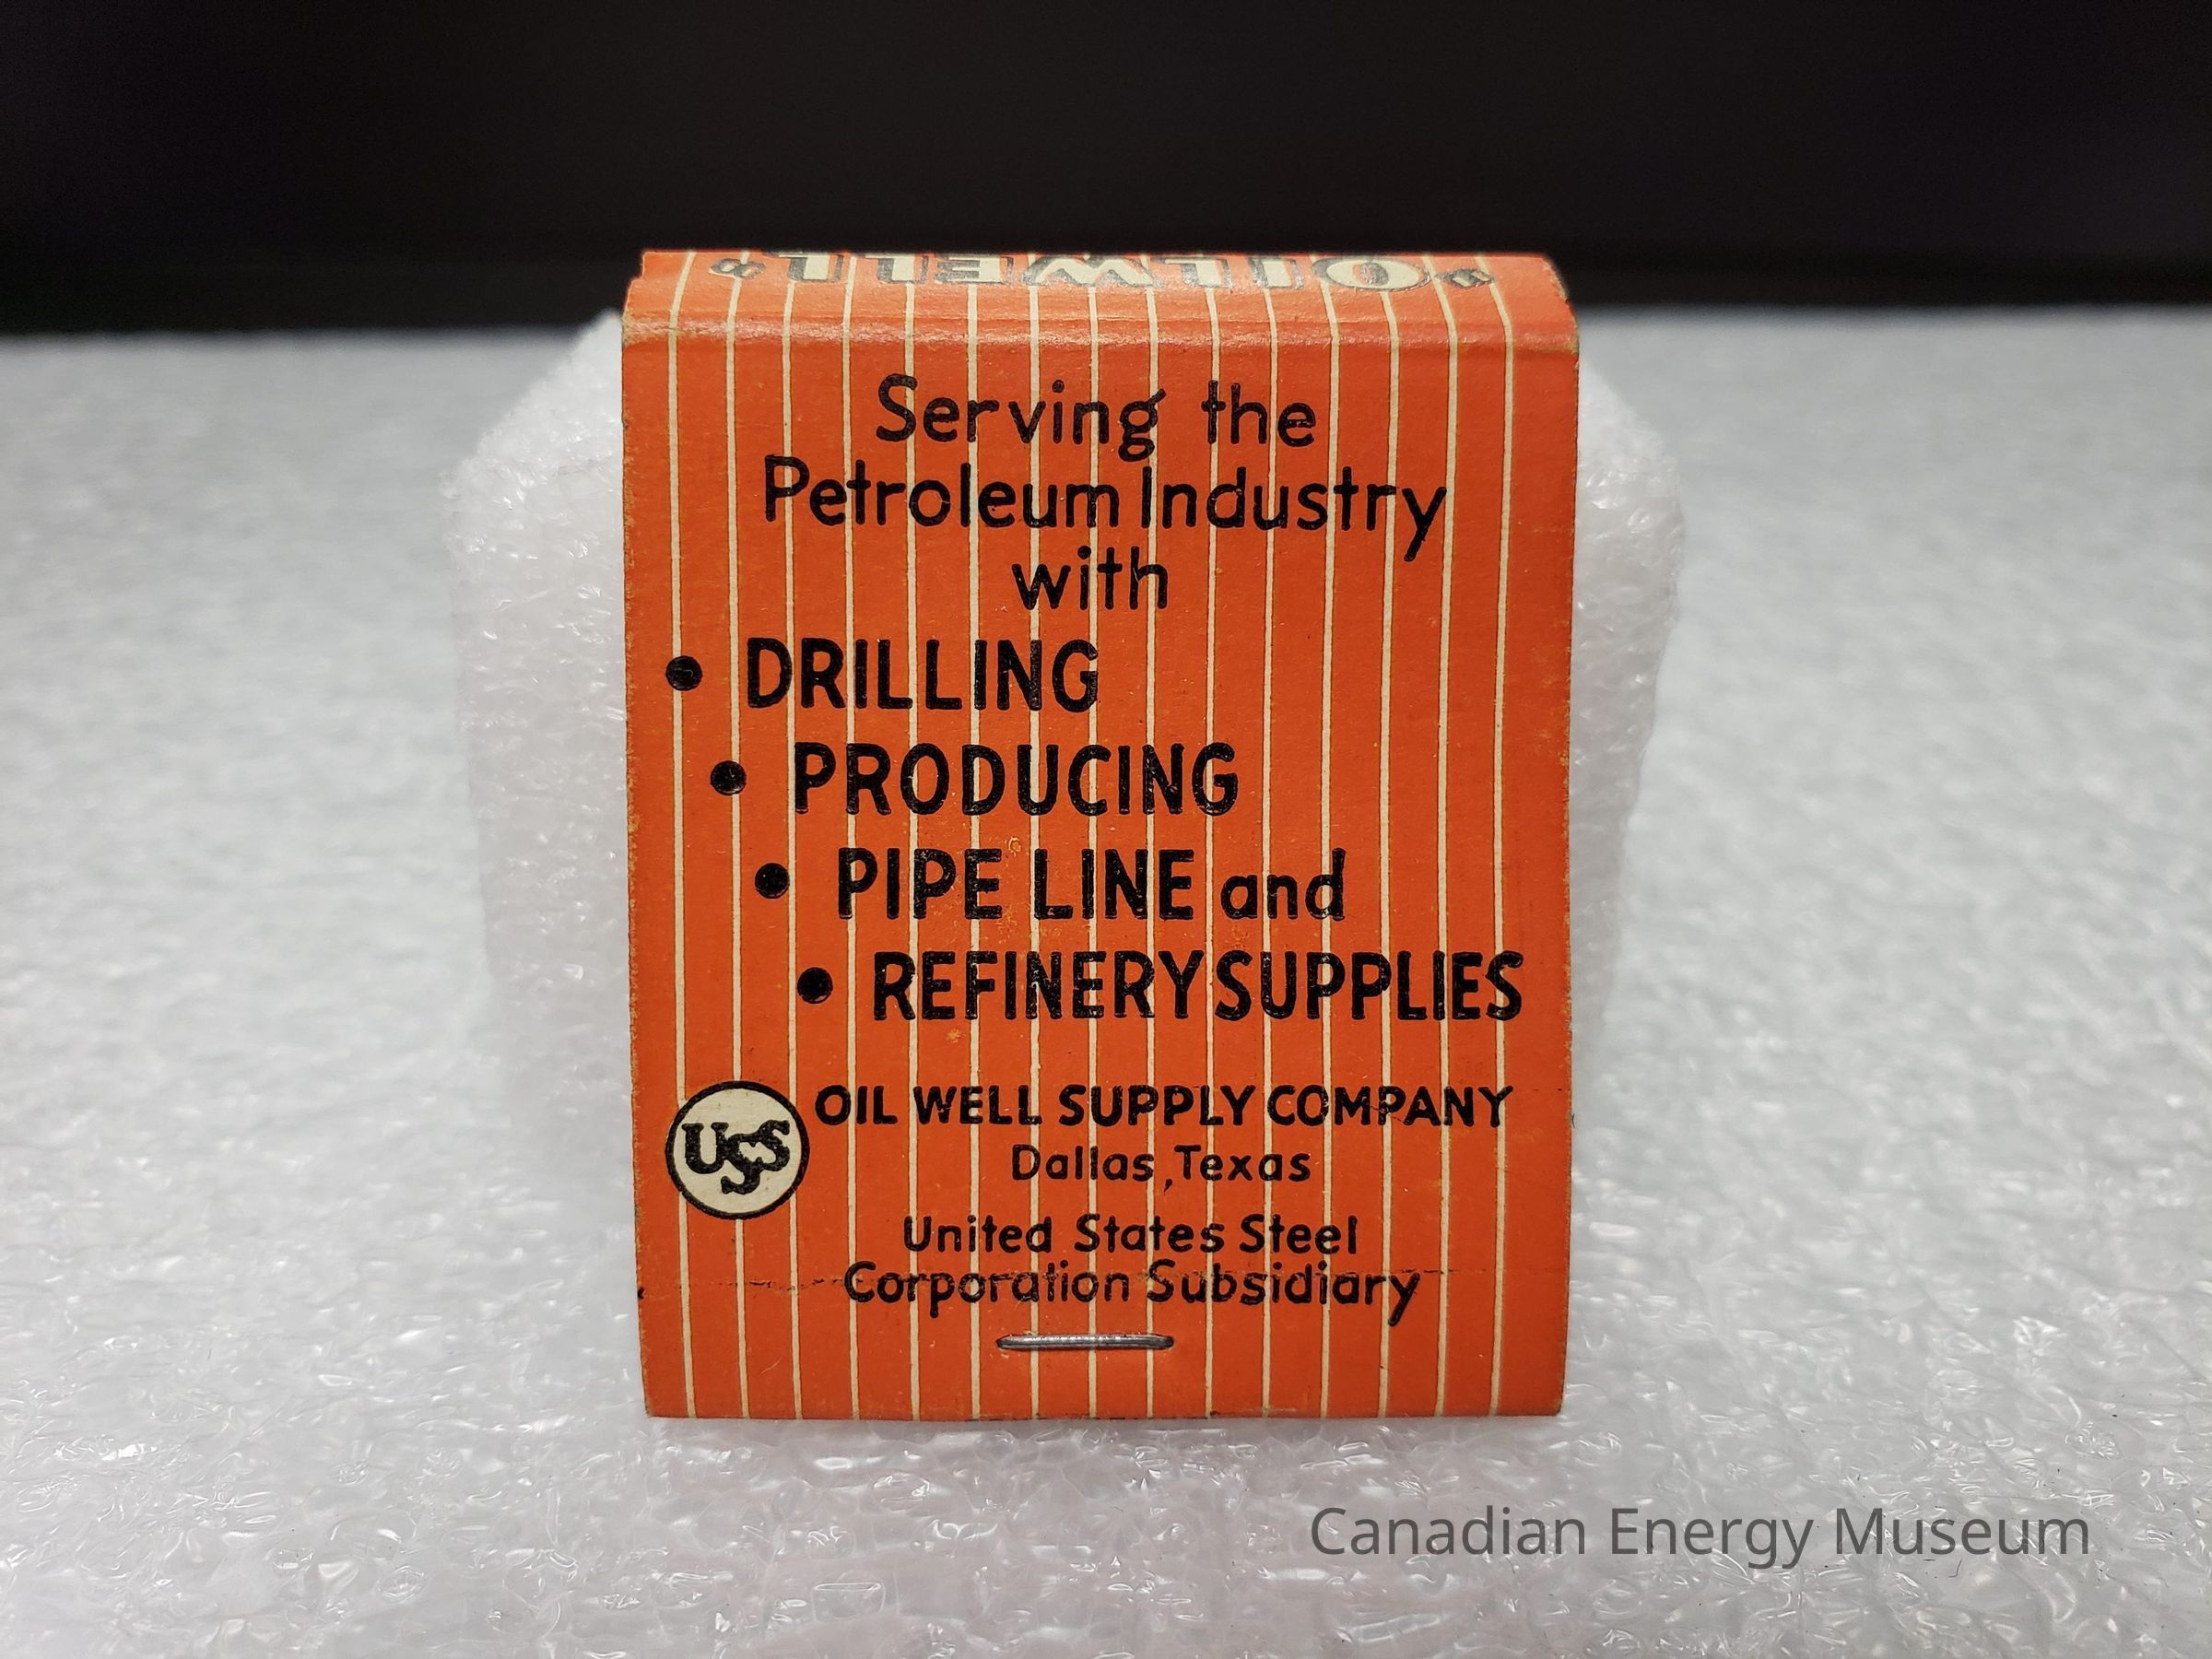 "OILWELL"
Serving the
Petroleum Industry
with
• DRILLING
• PRODUCING
• PIPE LINE and
• REFINERY SUPPLIES
USS
OIL WELL SUPPLY COMPANY
Dallas, Texas
United States Steel
Corporation Subsidiary
Canadian Energy Museum